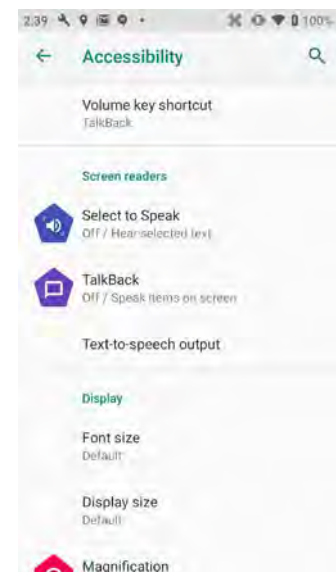 2:39 100%
Accessibility
Volume key shortcut
TalkBack
Screen readers
Select to Speak
Off / Hear selected text
TalkBack
Off / Speak items on screen
Text-to-speech output
Display
Font size
Default
Display size
Default
Magnification